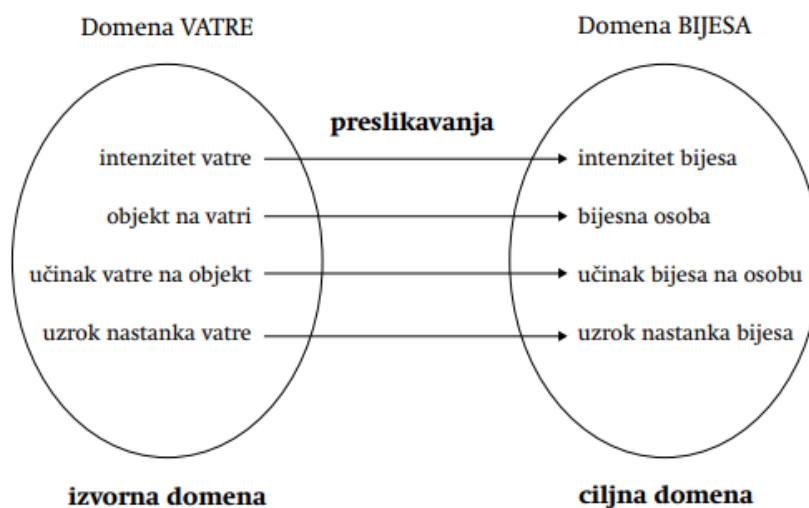 Domena VATRE
Domena BIJESA
preslikavanja
intenzitet vatre
intenzitet bijesa
objekt na vatri
bijesna osoba
učinak vatre na objekt
učinak bijesa na osobu
uzrok nastanka vatre
uzrok nastanka bijesa
izvorna domena
ciljna domena